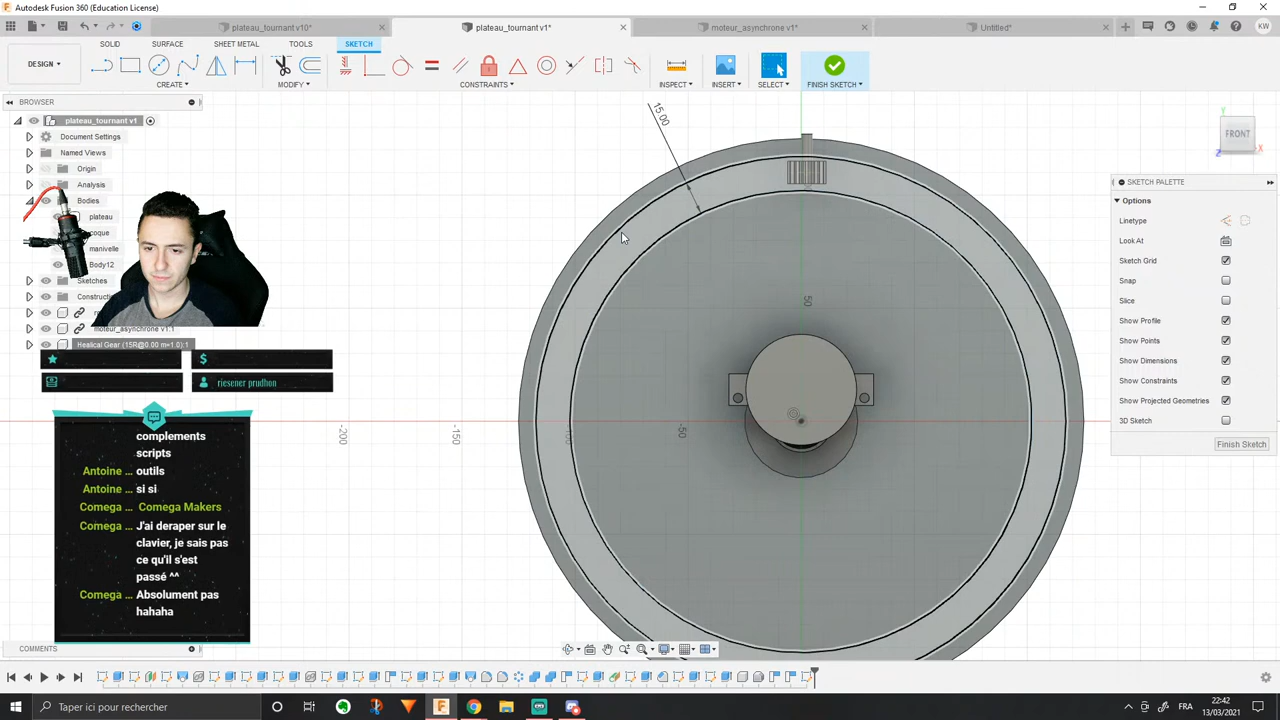 Autodesk Fusion 360 (Education License)
plateau_tournant v10*
plateau_tournant v1*
moteur_asynchrone v1*
Untitled*
KW
DESIGN
SOLID
SURFACE
SHEET METAL
TOOLS
SKETCH
CREATE
MODIFY
CONSTRAINTS
INSPECT
INSERT
SELECT
FINISH SKETCH
BROWSER
plateau_tournant v1
Document Settings
Named Views
Origin
Analysis
Bodies
plateau
coque
manivelle
Body12
Sketches
moteur_asynchrone v1:1
Healical Gear (15R@0.00 m=1.0):1
$
riesener prudhon
complements
scripts
Antoine ... outils
Antoine ... si si
Comega ... Comega Makers
Comega ... J'ai deraper sur le
clavier, je sais pas
ce qu'il s'est
passé ^^
Comega ... Absolument pas
hahaha
COMMENTS
15.00
50
-200
-150
-50
Y
FRONT
X
Z
SKETCH PALETTE
Options
Linetype
Look At
Sketch Grid
Snap
Slice
Show Profile
Show Points
Show Dimensions
Show Constraints
Show Projected Geometries
3D Sketch
Finish Sketch
Taper ici pour rechercher
FRA
22:42
13/03/2021